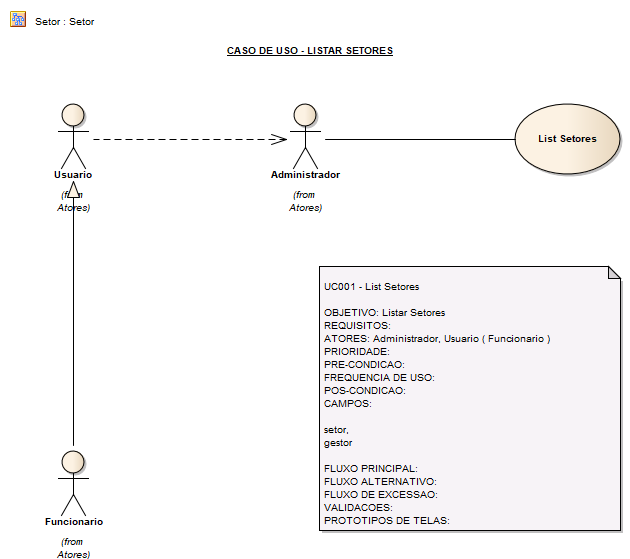 Setor : Setor
CASO DE USO - LISTAR SETORES
Usuario
(from
Atores)
Administrador
(from
Atores)
List Setores
UC001 - List Setores
OBJETIVO: Listar Setores
REQUISITOS:
ATORES: Administrador, Usuario ( Funcionario )
PRIORIDADE:
PRE-CONDICAO:
FREQUENCIA DE USO:
POS-CONDICAO:
CAMPOS:
setor,
gestor
FLUXO PRINCIPAL:
FLUXO ALTERNATIVO:
FLUXO DE EXCESSAO:
VALIDACOES:
PROTOTIPOS DE TELAS:
Funcionario
(from
Atores)